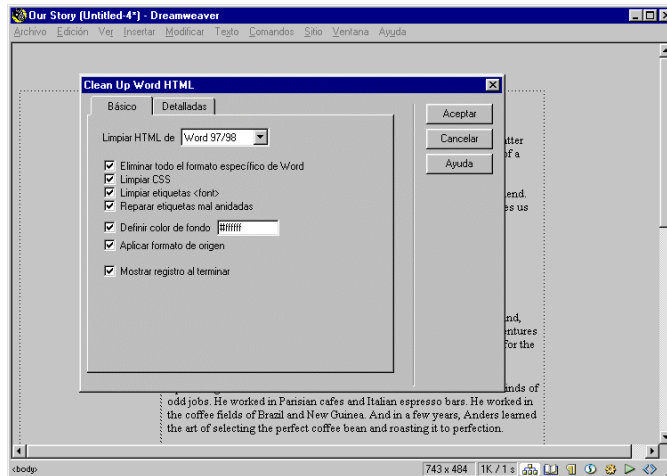 Our Story (Untitled-4*) - Dreamweaver
Archivo Edición Ver Insertar Modificar Texto Comandos Sitio Ventana Ayuda
Clean Up Word HTML
Básico Detalladas
Aceptar
Limpiar HTML de Word 97/98
Cancelar
atter
of a
Ayuda
Eliminar todo el formato específico de Word
Limpiar CSS
Limpiar etiquetas <font>
end.
Reparar etiquetas mal anidadas
es us
Definir color de fondo #ffffff
Aplicar formato de origen
Mostrar registro al terminar
and,
entures
for the
inds of
odd jobs. He worked in Parisian cafes and Italian espresso bars. He worked in
the coffee fields of Brazil and New Guinea. And in a few years, Anders learned
the art of selecting the perfect coffee bean and roasting it to perfection.
<body> 743 x 484 1K / 1 s